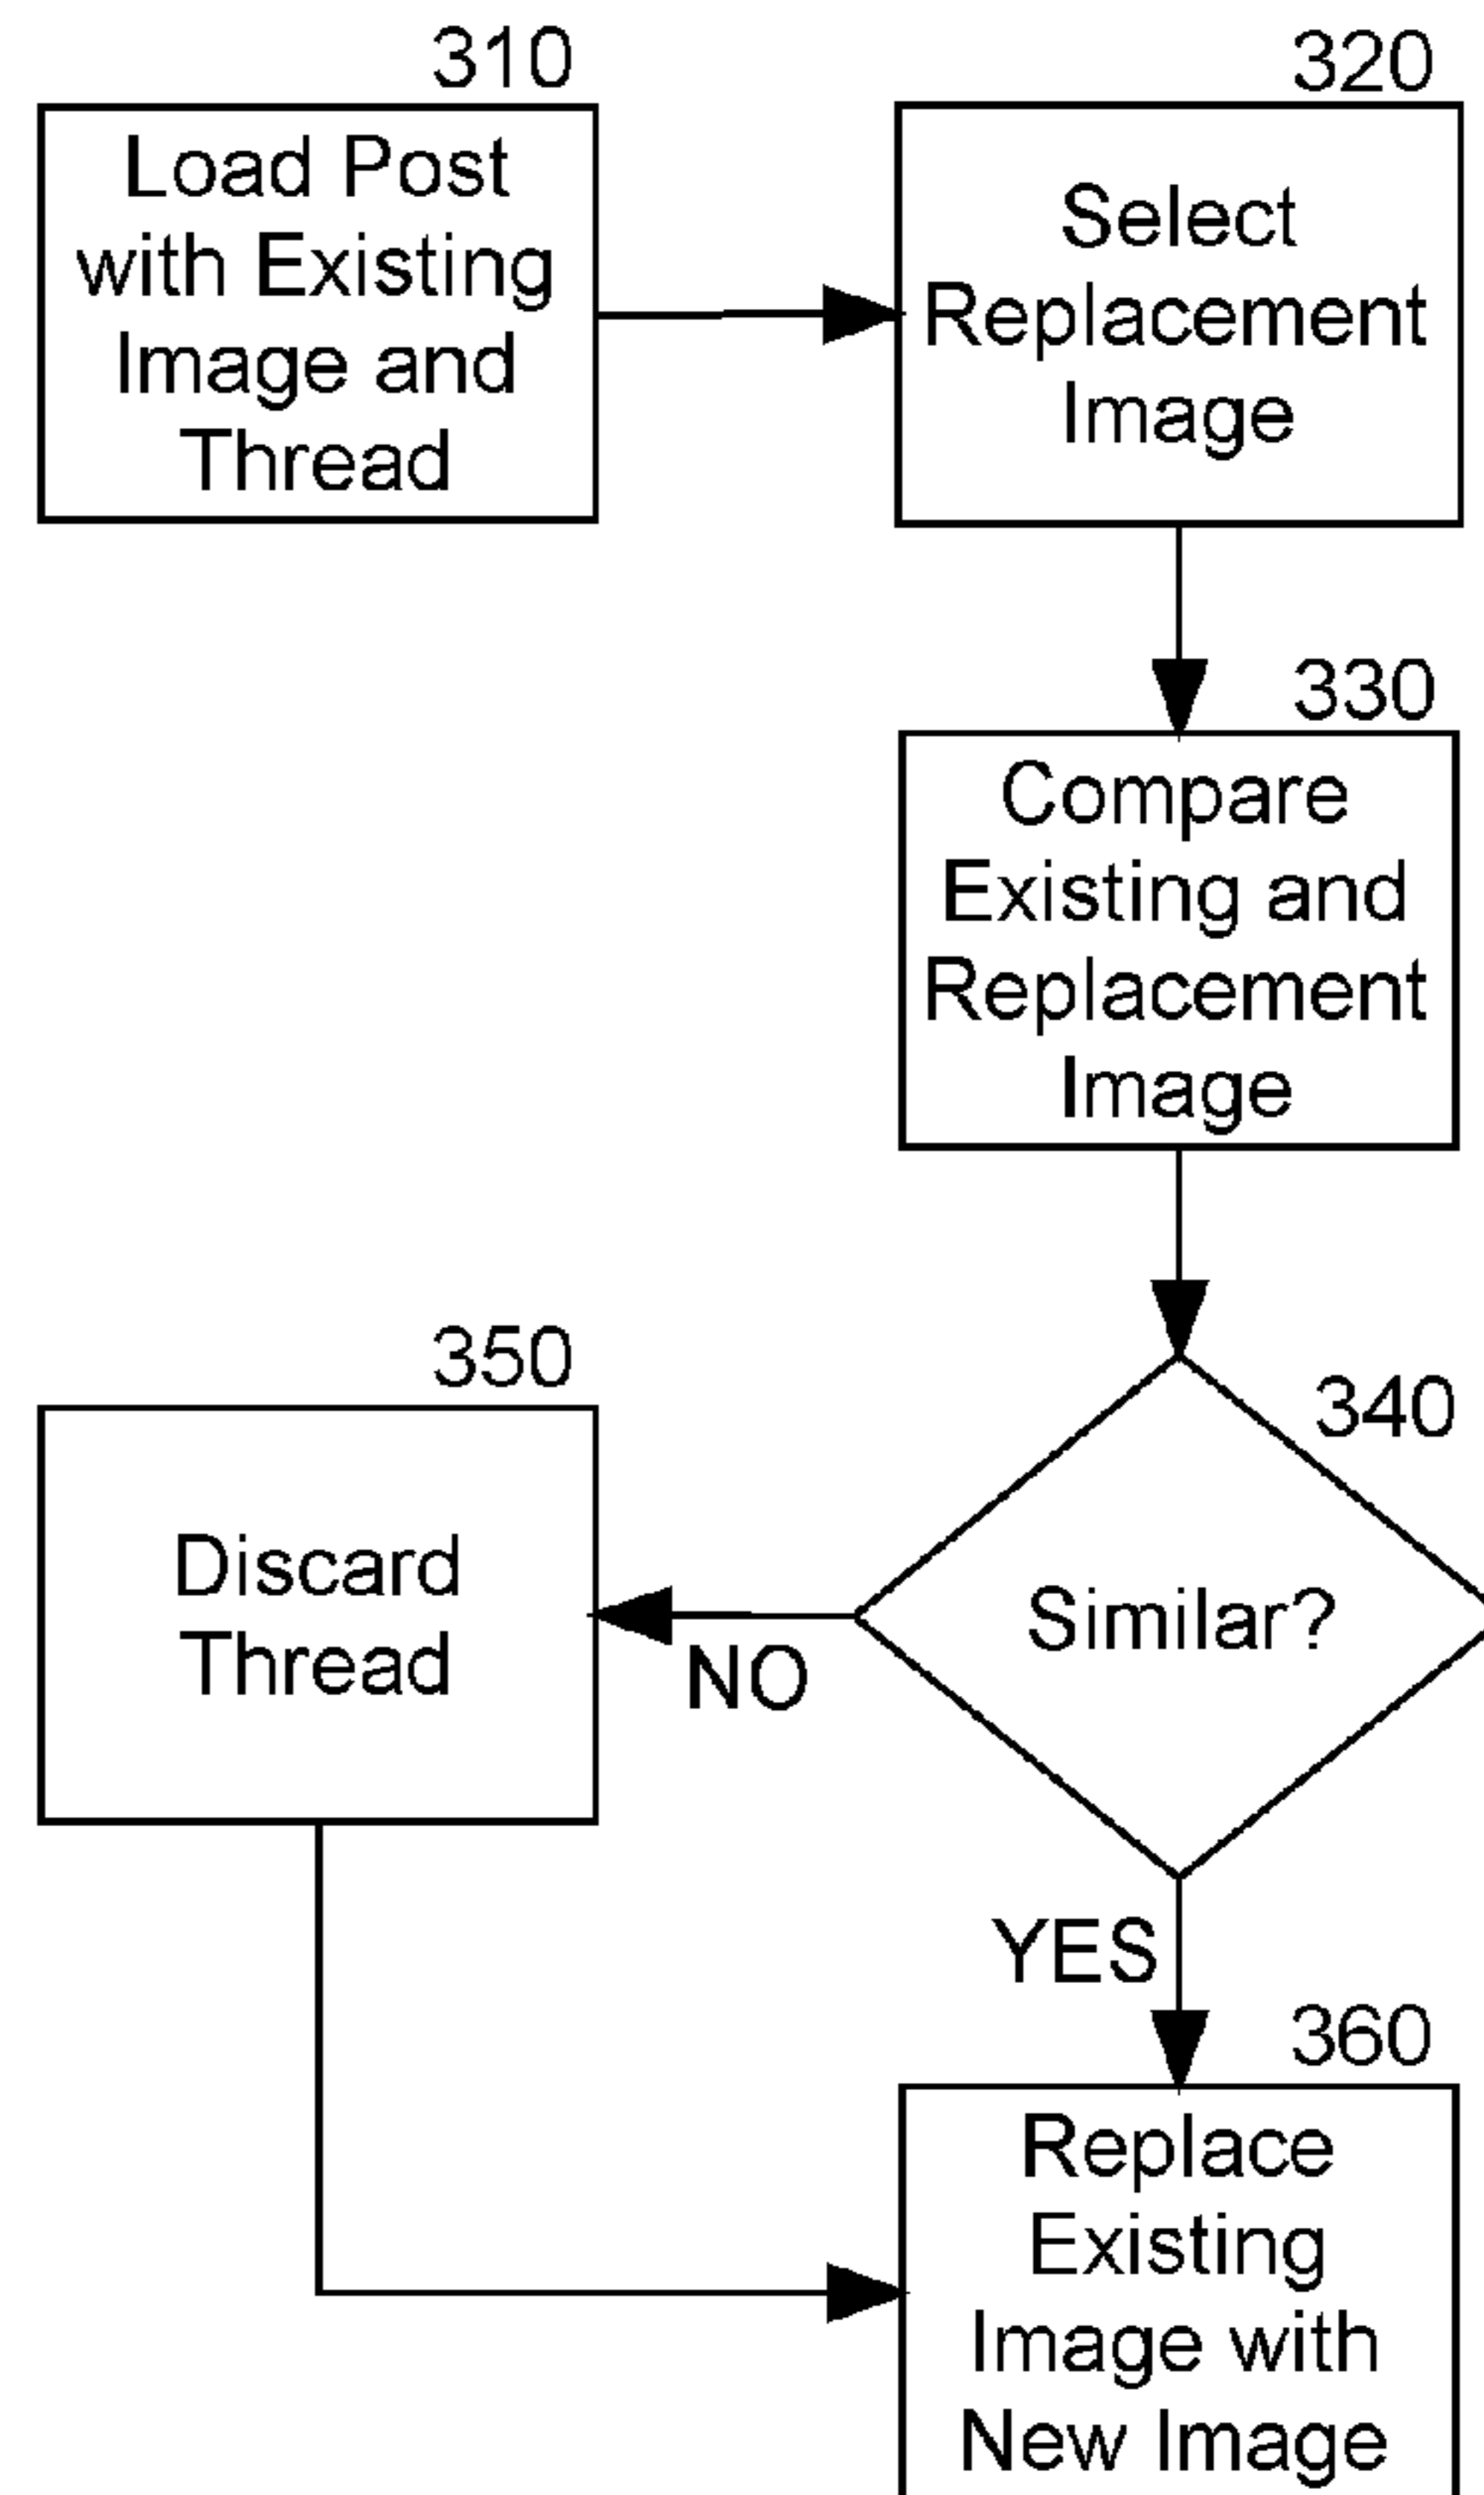 310
Load Post
with Existing
Image and
Thread
320
Select
Replacement
Image
330
Compare
Existing and
Replacement
Image
340
Similar?
NO
350
Discard
Thread
YES
360
Replace
Existing
Image with
New Image